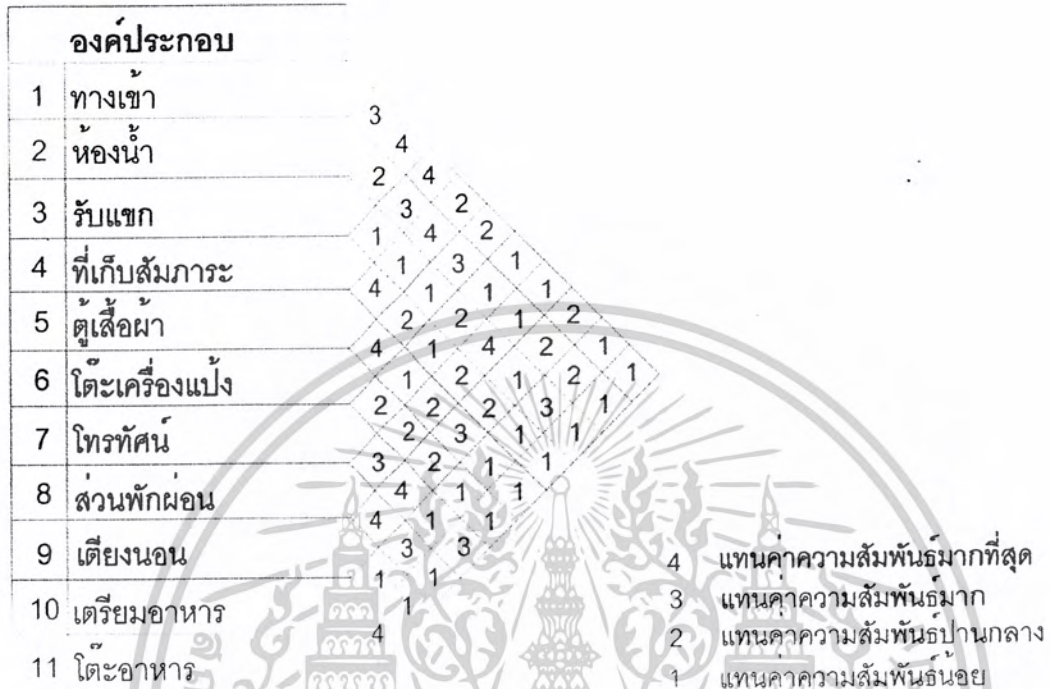 องค์ประกอบ
1 ทางเข้า
3
4
2 ห้องน้ำ
2 4
3 2
3 รับแขก
1 4 2
1 3 1
4 ที่เก็บสัมภาระ
4 1 1 1
2 2 1 2
5 ตู้เสื้อผ้า
4 1 4 2 1
1 2 1 2 1
6 โต๊ะเครื่องแป้ง
2 2 2 3 1
2 3 1 1
7 โทรทัศน์
3 2 1 1
4 1 1
8 ส่วนพักผ่อน
4 1 1
3 3
9 เตียงนอน
1 1
10 เตรียมอาหาร
1
4
11 โต๊ะอาหาร
4 แทนค่าความสัมพันธ์มากที่สุด
3 แทนค่าความสัมพันธ์มาก
2 แทนค่าความสัมพันธ์ปานกลาง
1 แทนค่าความสัมพันธ์น้อย